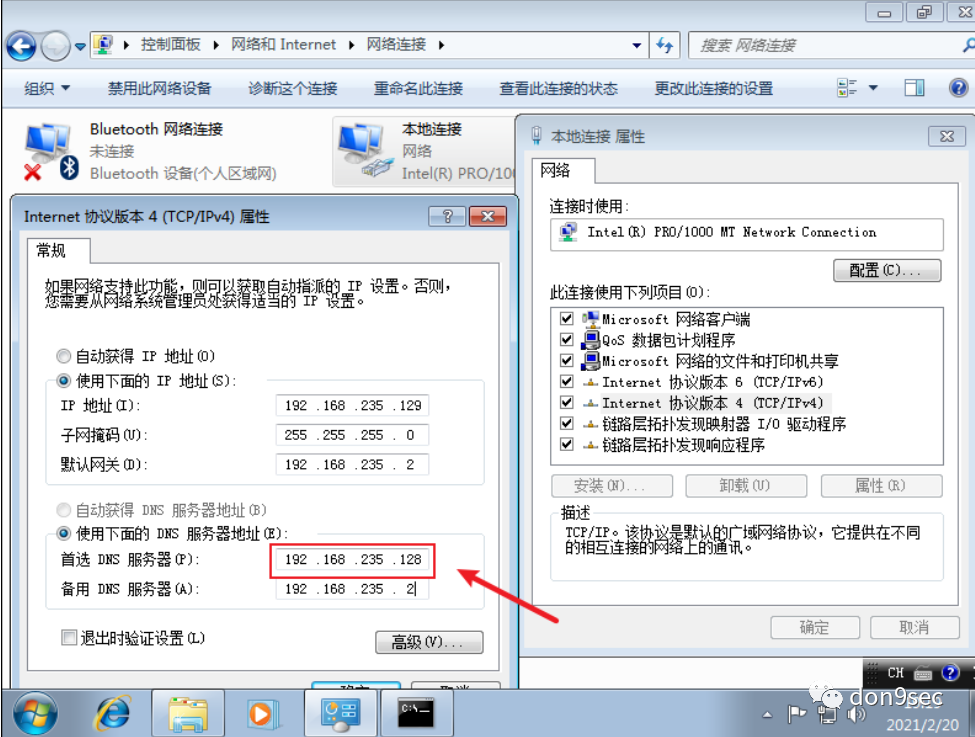 控制面板 网络和 Internet 网络连接
搜索 网络连接
组织 禁用此网络设备 诊断这个连接 重命名此连接 查看此连接的状态 更改此连接的设置
Bluetooth 网络连接
未连接
Bluetooth 设备(个人区域网)
本地连接
网络
Intel(R) PRO/100
Internet 协议版本 4 (TCP/IPv4) 属性
常规
如果网络支持此功能，则可以获取自动指派的 IP 设置。否则，
您需要从网络系统管理员处获得适当的 IP 设置。
自动获得 IP 地址(O)
使用下面的 IP 地址(S):
IP 地址(I): 192 .168 .235 .129
子网掩码(U): 255 .255 .255 . 0
默认网关(D): 192 .168 .235 . 2
自动获得 DNS 服务器地址(B)
使用下面的 DNS 服务器地址(E):
首选 DNS 服务器(P): 192 .168 .235 .128
备用 DNS 服务器(A): 192 .168 .235 . 2
退出时验证设置(L)
高级(V)...
本地连接 属性
网络
连接时使用:
Intel(R) PRO/1000 MT Network Connection
配置(C)...
此连接使用下列项目(O):
Microsoft 网络客户端
QoS 数据包计划程序
Microsoft 网络的文件和打印机共享
Internet 协议版本 6 (TCP/IPv6)
Internet 协议版本 4 (TCP/IPv4)
链路层拓扑发现映射器 I/O 驱动程序
链路层拓扑发现响应程序
安装(N)... 卸载(U) 属性(R)
描述
TCP/IP。该协议是默认的广域网络协议，它提供在不同
的相互连接的网络上的通讯。
确定 取消
CH
C:\
don9sec
2021/2/20